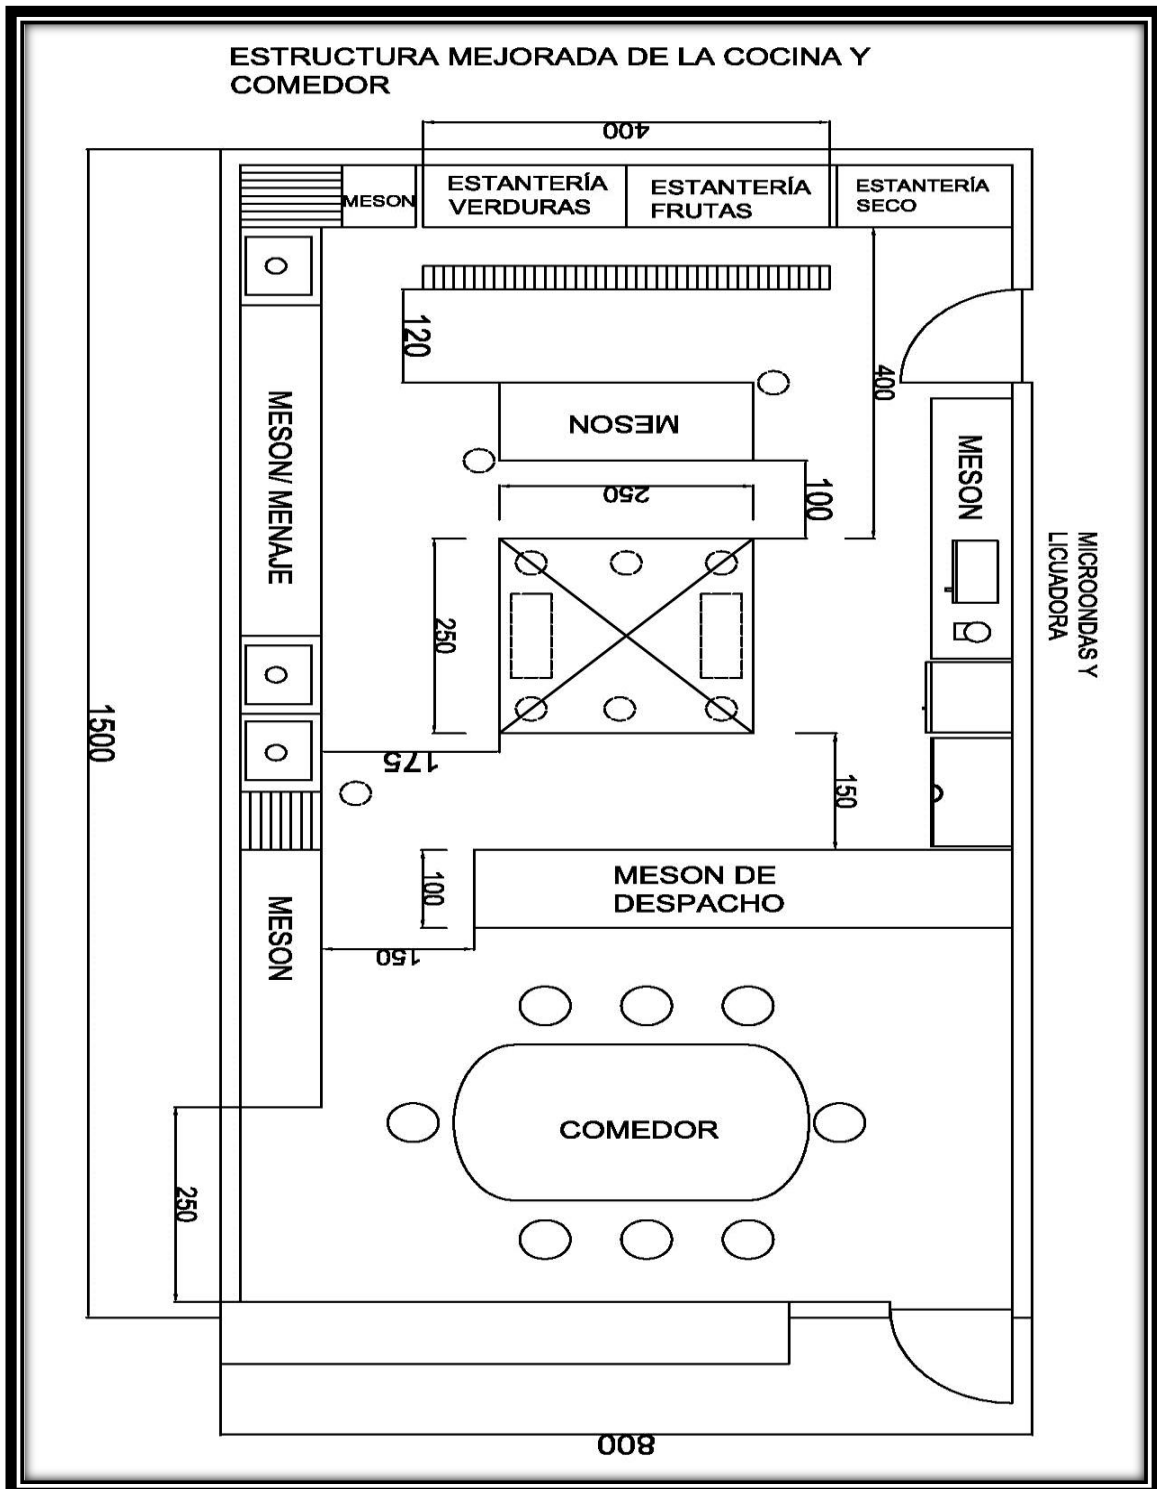 ESTRUCTURA MEJORADA DE LA COCINA Y
COMEDOR
400
MESON
ESTANTERÍA
VERDURAS
ESTANTERÍA
FRUTAS
ESTANTERÍA
SECO
120
400
MESON/ MENAJE
MESON
MESON
250
100
MICROONDAS Y
LICUADORA
250
1500
175
150
MESON
100
MESON DE
DESPACHO
150
COMEDOR
250
800